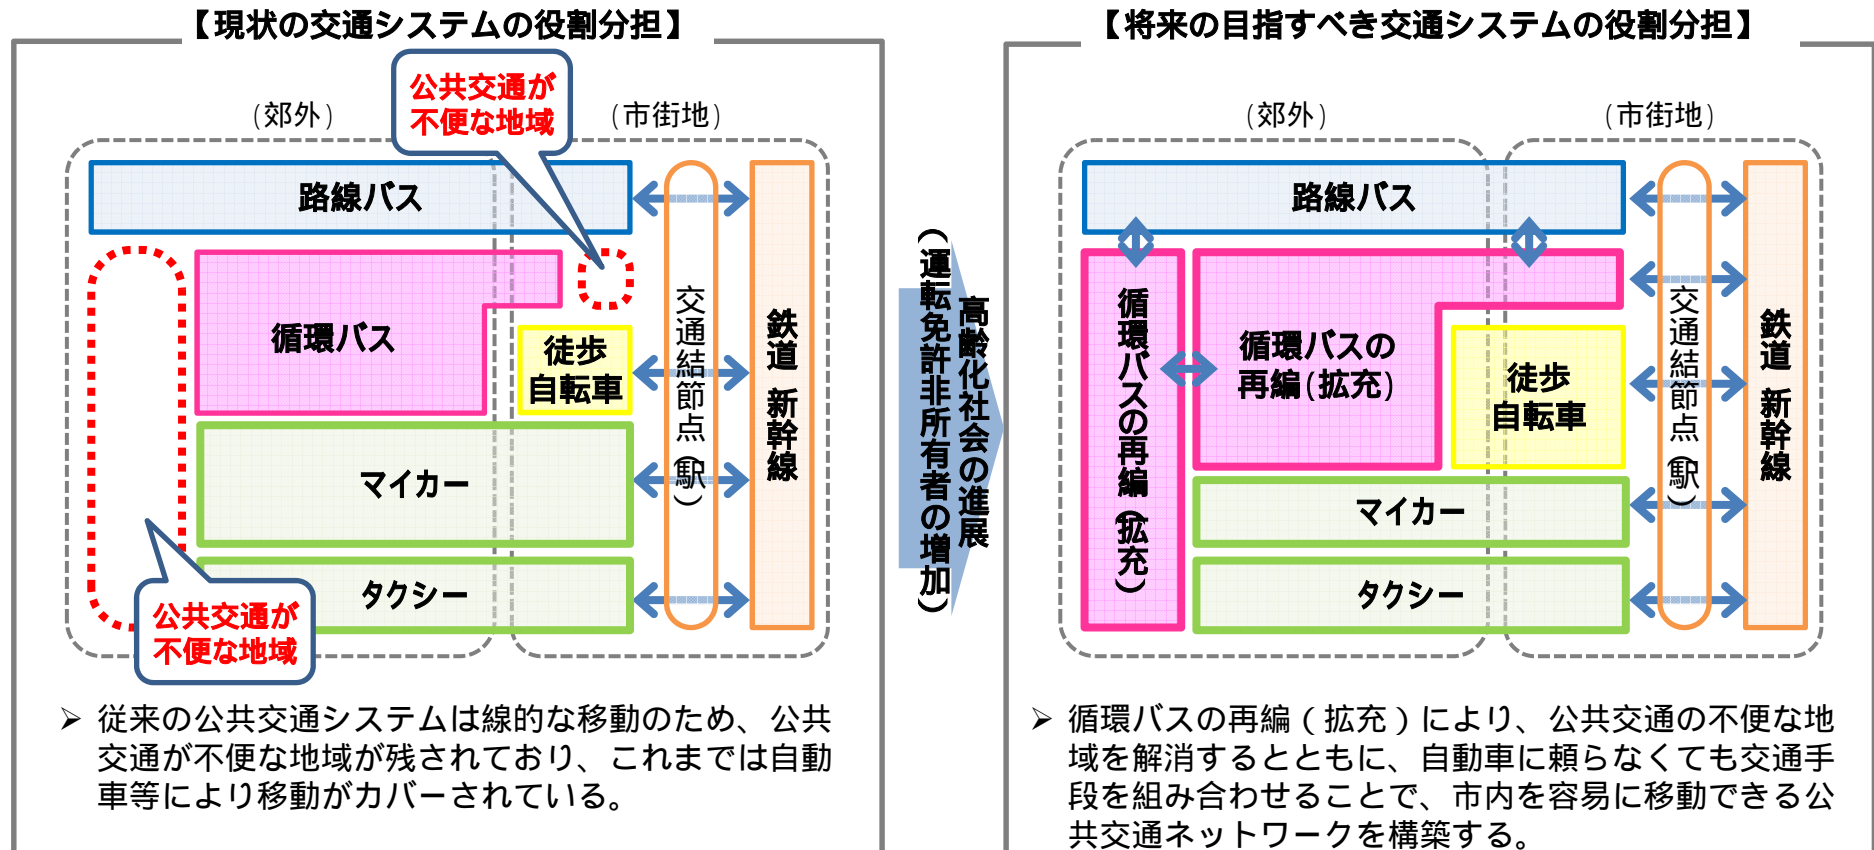 【現状の交通システムの役割分担】
公共交通が
不便な地域
（郊外）
（市街地）
路線バス
循環バス
徒歩
自転車
マイカー
タクシー
交通結節点（駅）
鉄道 新幹線
公共交通が
不便な地域
➢ 従来の公共交通システムは線的な移動のため、公共
交通が不便な地域が残されており、これまでは自動
車等により移動がカバーされている。
高齢化社会の進展
（運転免許非所有者の増加）
【将来の目指すべき交通システムの役割分担】
（郊外）
（市街地）
路線バス
循環バスの再編（拡充）
循環バスの
再編(拡充)
徒歩
自転車
マイカー
タクシー
交通結節点（駅）
鉄道 新幹線
➢ 循環バスの再編（拡充）により、公共交通の不便な地
域を解消するとともに、自動車に頼らなくても交通手
段を組み合わせることで、市内を容易に移動できる公
共交通ネットワークを構築する。